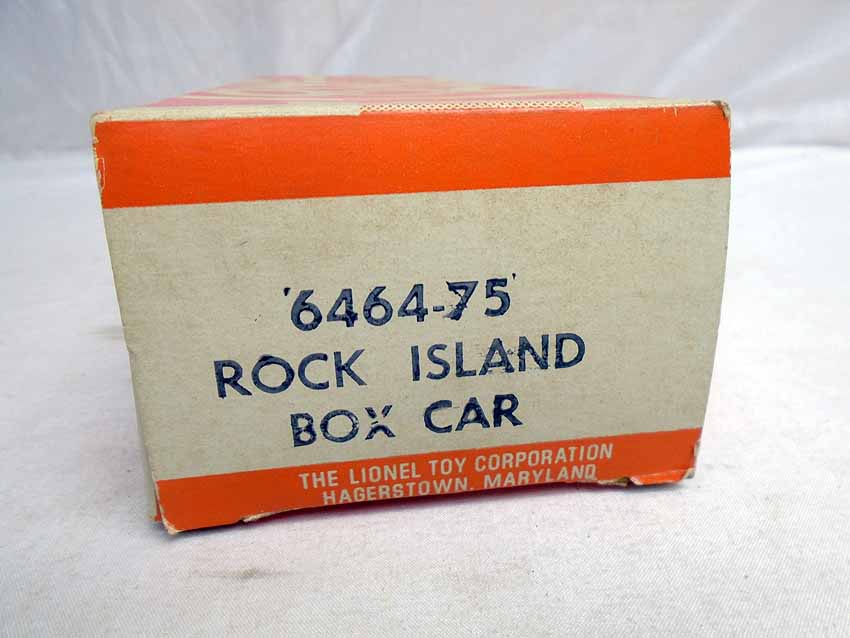 '6464-75'
ROCK ISLAND
BOX CAR
THE LIONEL TOY CORPORATION
HAGERSTOWN, MARYLAND